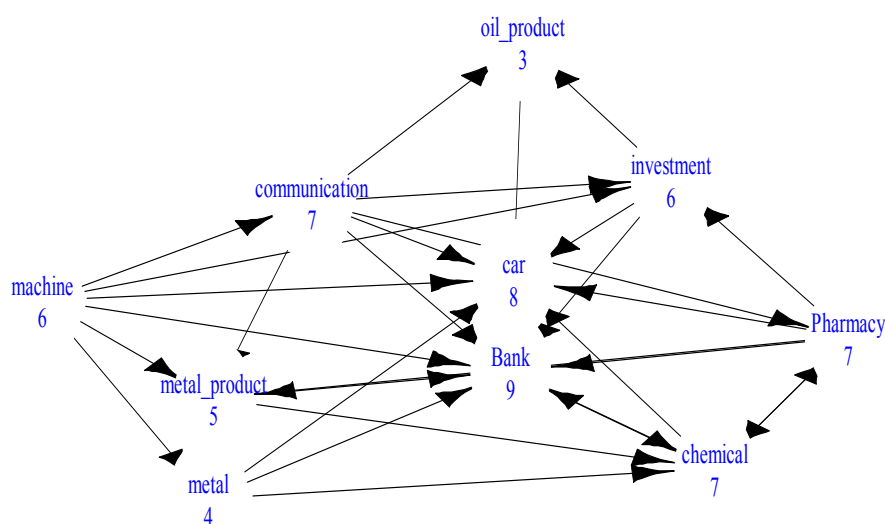 oil_product
3
communication
7
investment
6
car
8
machine
6
Pharmacy
7
Bank
9
metal_product
5
chemical
7
metal
4